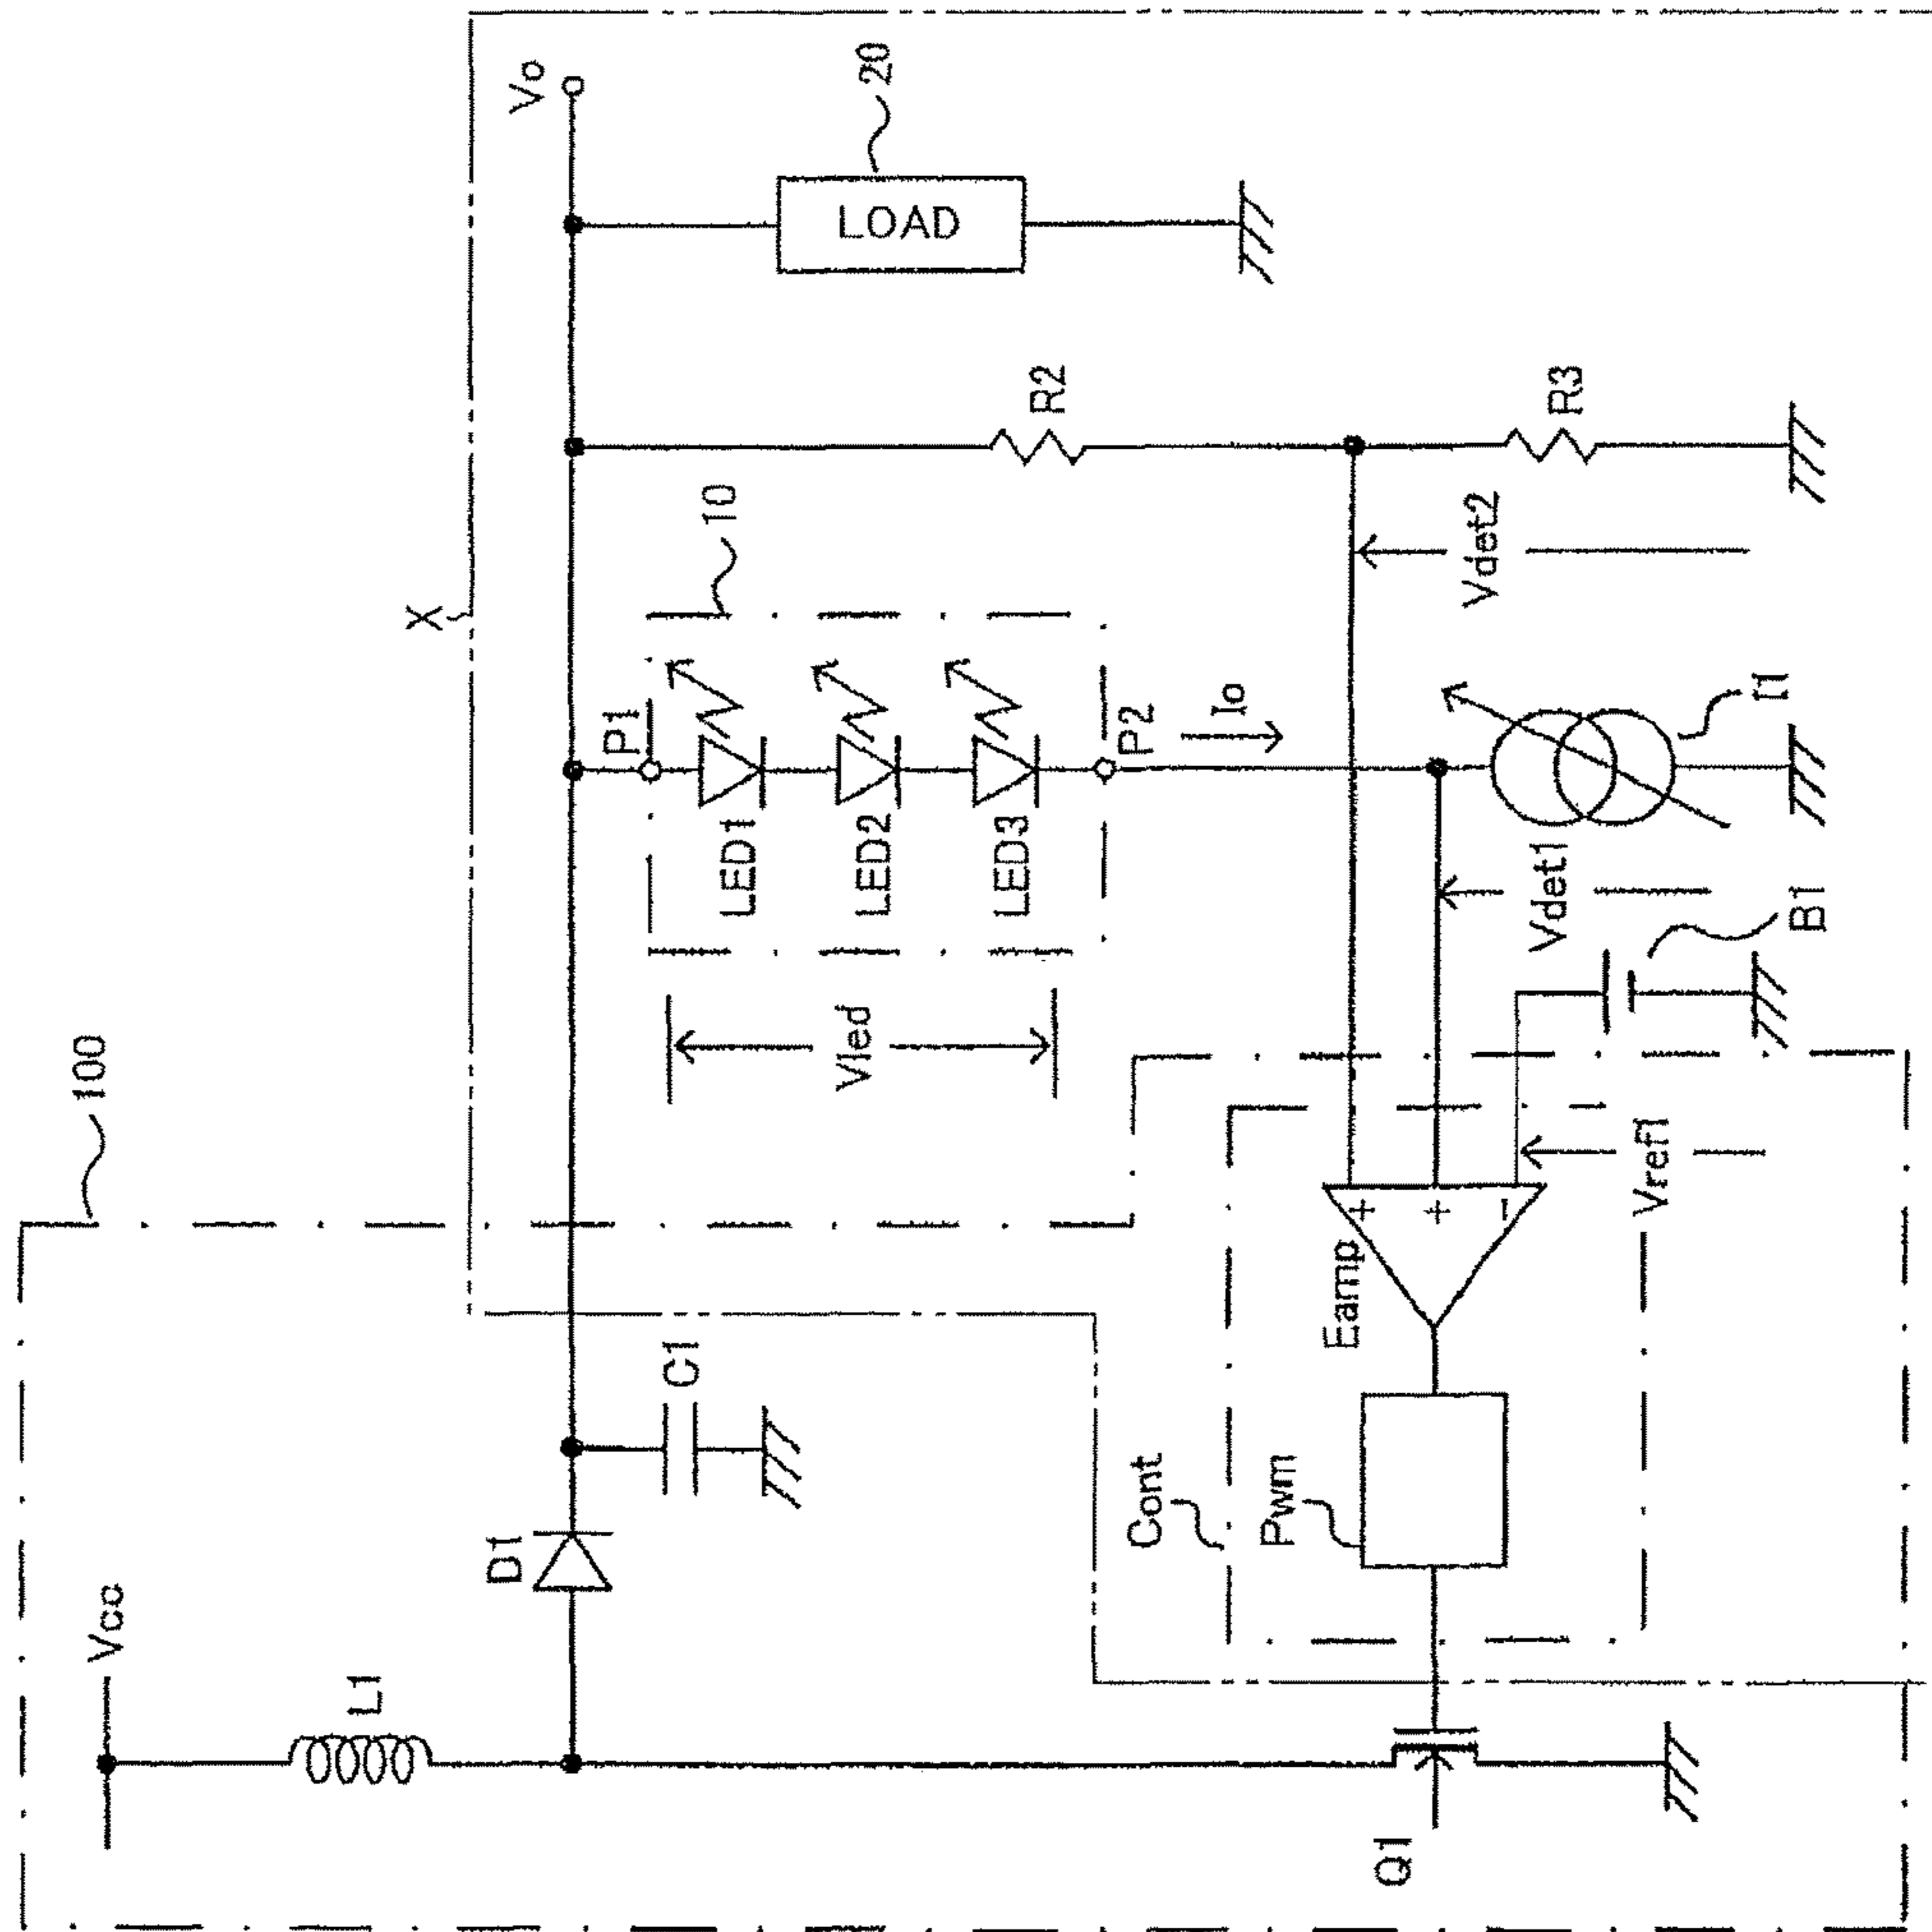 100
X
Vcc
L1
D1
C1
Vo
20
LOAD
10
P1
LED1
LED2
LED3
P2
Vled
Io
R2
R3
Vdet2
Vdet1
I1
B1
Vref1
Eamp
Cont
Pwm
Q1
+
+
-